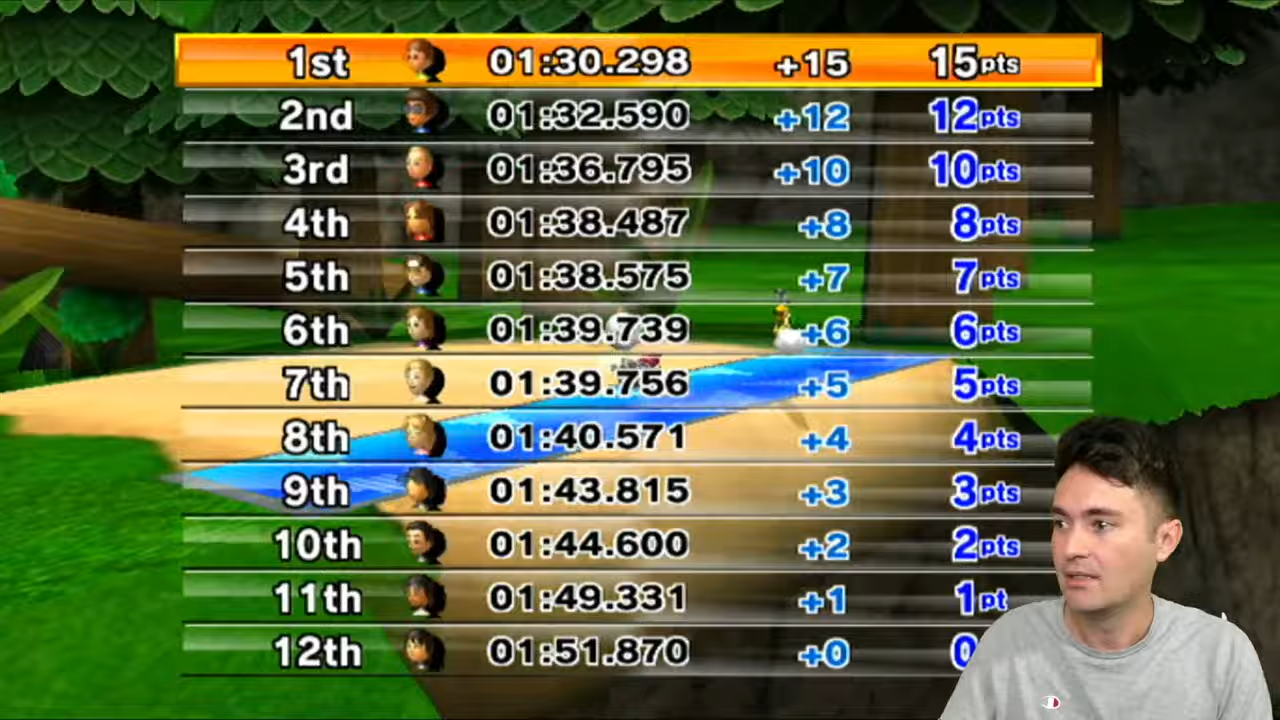 1st 01:30.298 +15 15pts
2nd 01:32.590 +12 12pts
3rd 01:36.795 +10 10pts
4th 01:38.487 +8 8pts
5th 01:38.575 +7 7pts
6th 01:39.739 +6 6pts
7th 01:39.756 +5 5pts
8th 01:40.571 +4 4pts
9th 01:43.815 +3 3pts
10th 01:44.600 +2 2pts
11th 01:49.331 +1 1pt
12th 01:51.870 +0 0